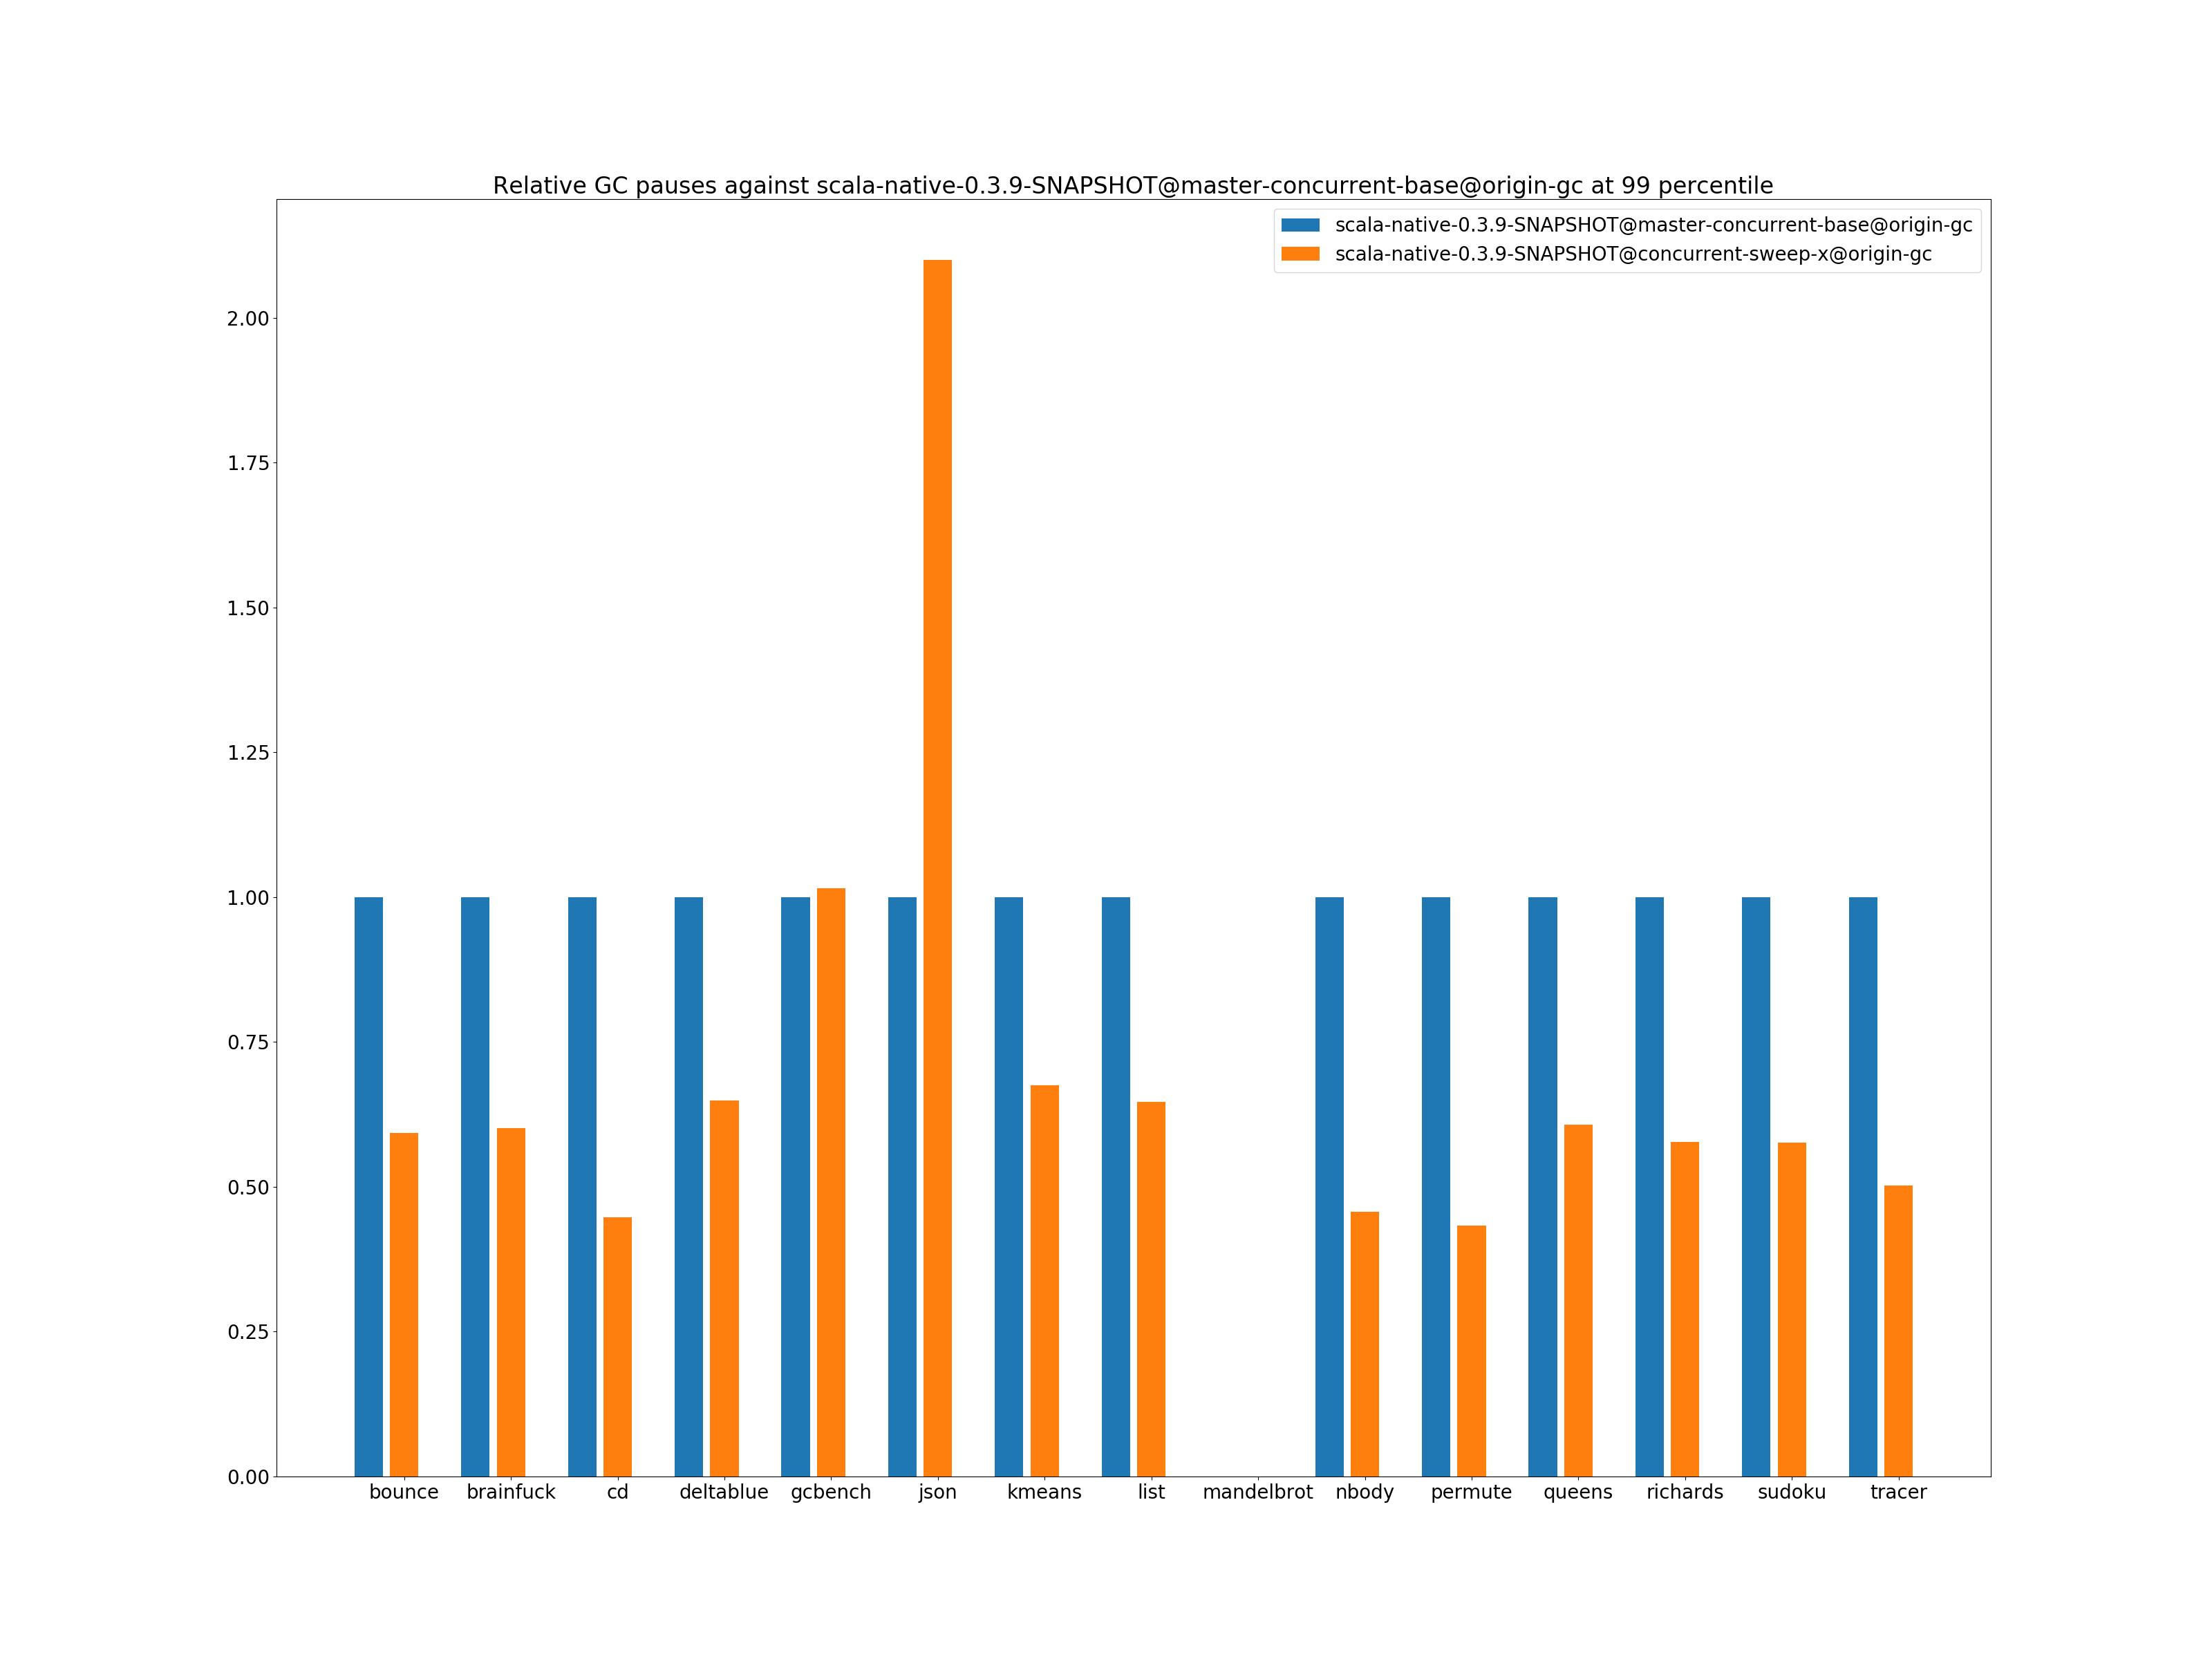 Relative GC pauses against scala-native-0.3.9-SNAPSHOT@master-concurrent-base@origin-gc at 99 percentile
scala-native-0.3.9-SNAPSHOT@master-concurrent-base@origin-gc
scala-native-0.3.9-SNAPSHOT@concurrent-sweep-x@origin-gc
2.00
1.75
1.50
1.25
1.00
0.75
0.50
0.25
0.00
bounce brainfuck cd deltablue gcbench json kmeans list mandelbrot nbody permute queens richards sudoku tracer